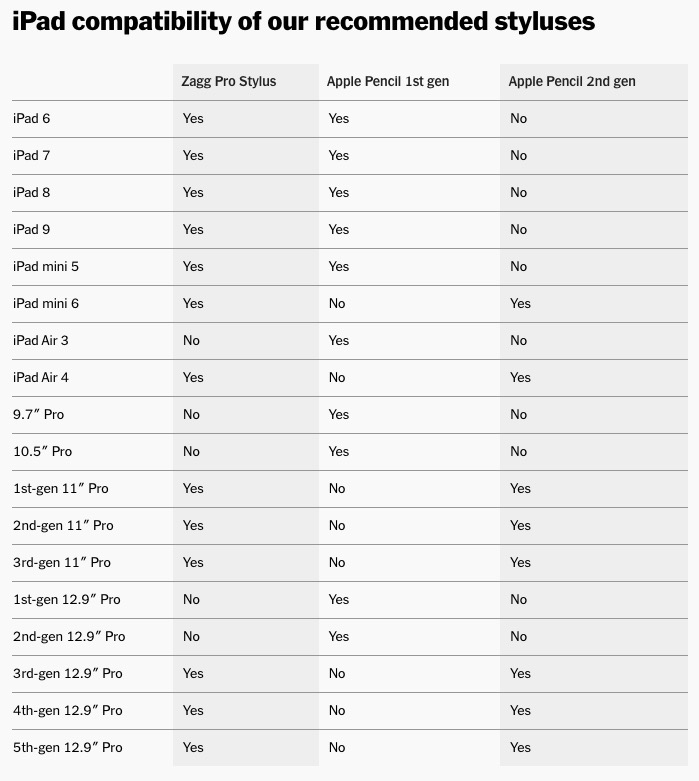 iPad compatibility of our recommended styluses
Zagg Pro Stylus Apple Pencil 1st gen Apple Pencil 2nd gen
iPad 6 Yes Yes No
iPad 7 Yes Yes No
iPad 8 Yes Yes No
iPad 9 Yes Yes No
iPad mini 5 Yes Yes No
iPad mini 6 Yes No Yes
iPad Air 3 No Yes No
iPad Air 4 Yes No Yes
9.7″ Pro No Yes No
10.5″ Pro No Yes No
1st-gen 11″ Pro Yes No Yes
2nd-gen 11″ Pro Yes No Yes
3rd-gen 11″ Pro Yes No Yes
1st-gen 12.9″ Pro No Yes No
2nd-gen 12.9″ Pro No Yes No
3rd-gen 12.9″ Pro Yes No Yes
4th-gen 12.9″ Pro Yes No Yes
5th-gen 12.9″ Pro Yes No Yes